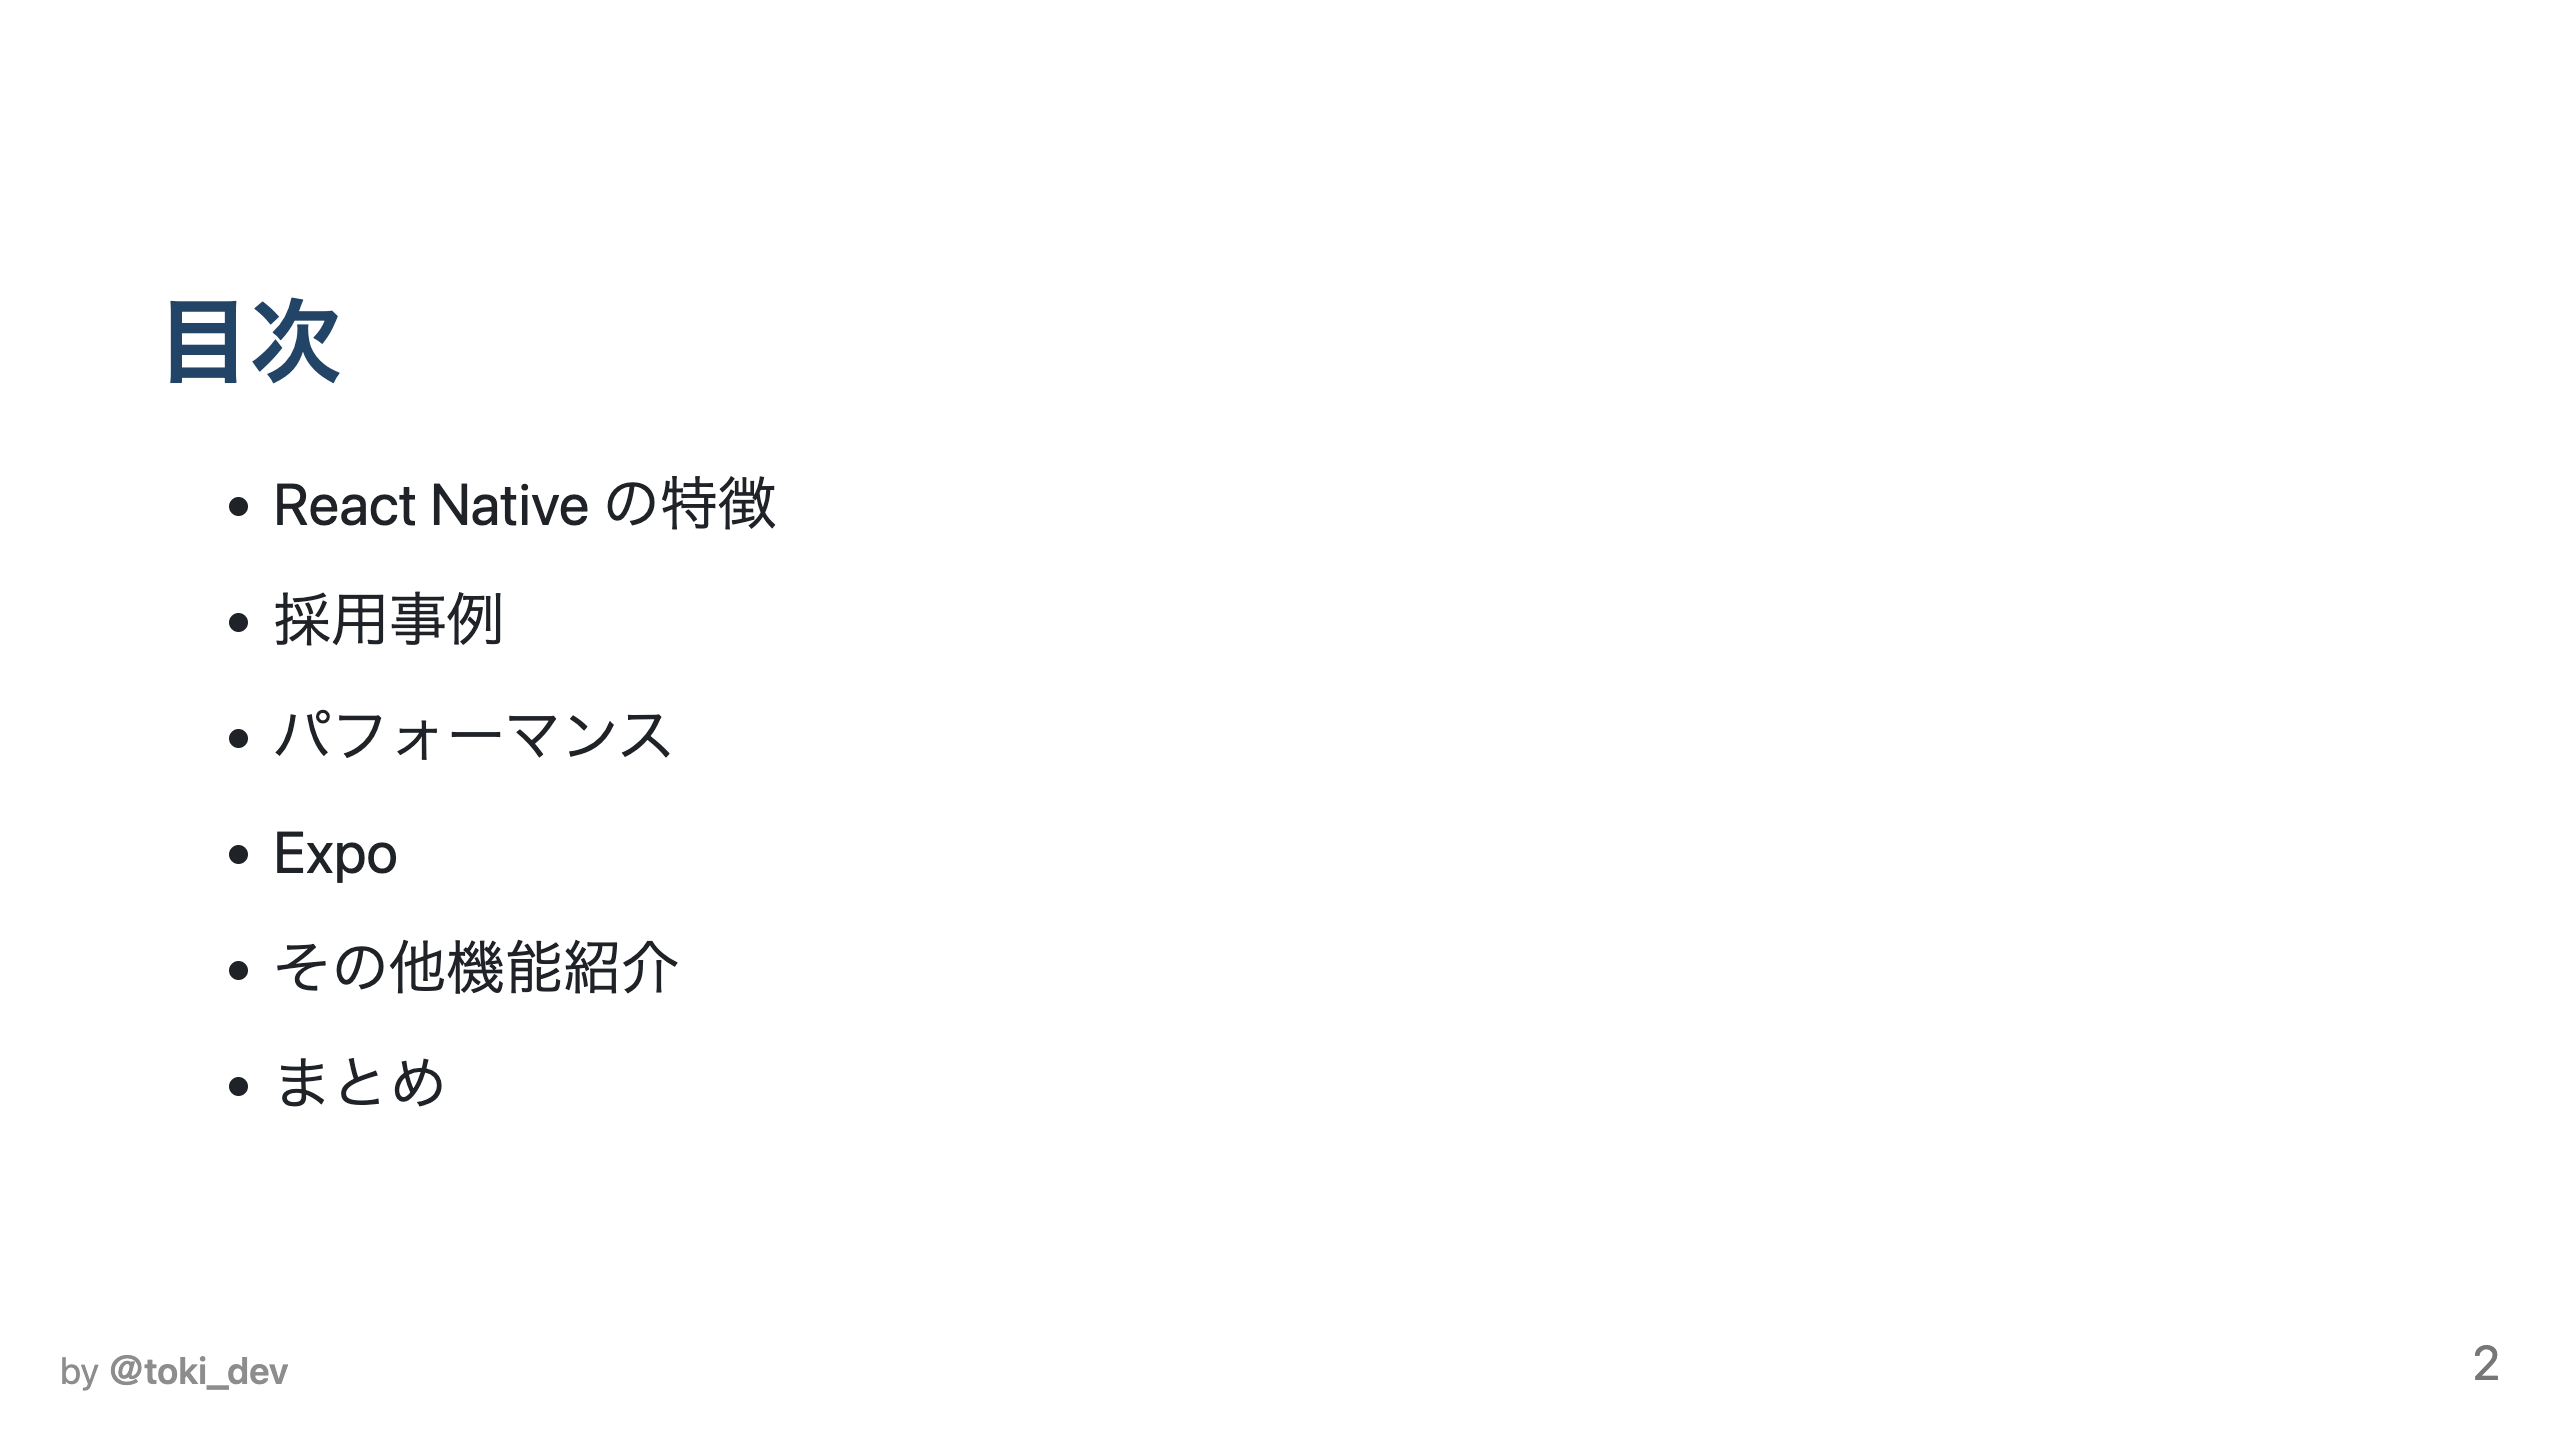 目次
• React Native の特徴
• 採用事例
• パフォーマンス
• Expo
• その他機能紹介
• まとめ
by @toki_dev
2